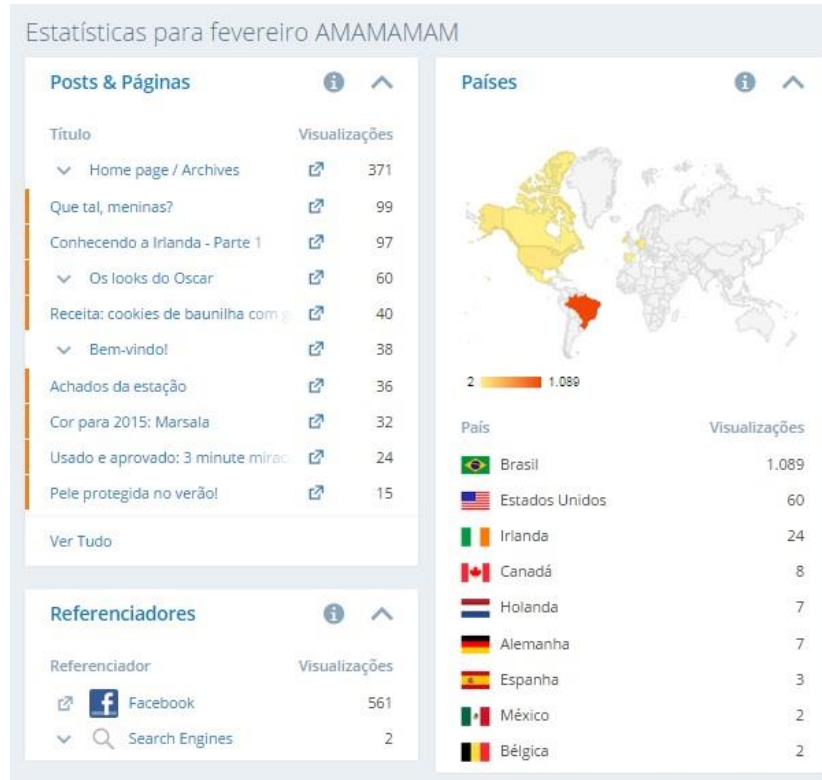 Estatísticas para fevereiro AMAMAMAM
Posts & Páginas
Título Visualizações
Home page / Archives 371
Que tal, meninas? 99
Conhecendo a Irlanda - Parte 1 97
Os looks do Oscar 60
Receita: cookies de baunilha com 40
Bem-vindo! 38
Achados da estação 36
Cor para 2015: Marsala 32
Usado e aprovado: 3 minute mirac 24
Pele protegida no verão! 15
Ver Tudo
Referenciadores
Referenciador Visualizações
Facebook 561
Search Engines 2
Países
2 1.089
País Visualizações
Brasil 1.089
Estados Unidos 60
Irlanda 24
Canadá 8
Holanda 7
Alemanha 7
Espanha 3
México 2
Bélgica 2